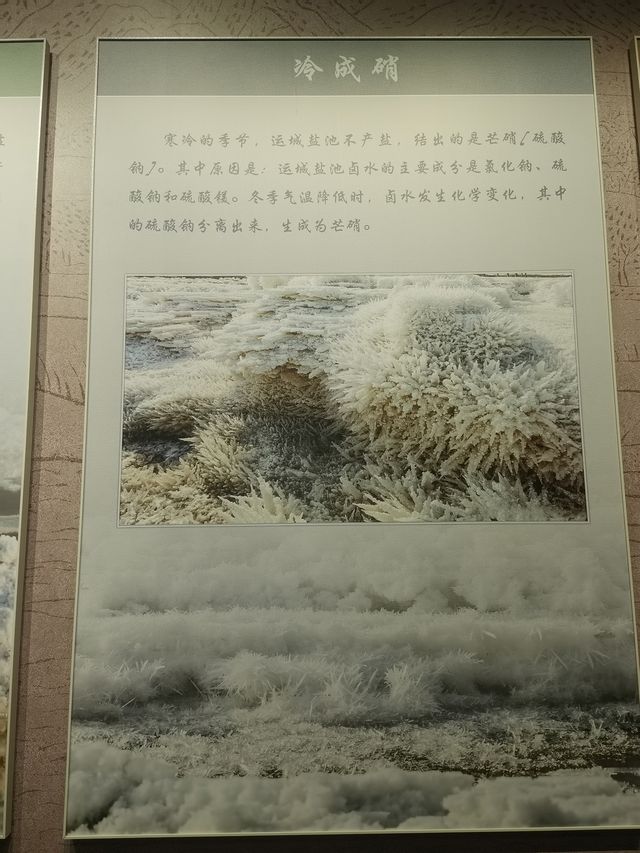 冷成硝
寒冷的季节，运城盐池不产盐，结出的是芒硝(硫酸
钠)。其中原因是：运城盐池卤水的主要成分是氯化钠、硫
酸钠和硫酸镁。冬季气温降低时，卤水发生化学变化，其中
的硫酸钠分离出来，生成为芒硝。